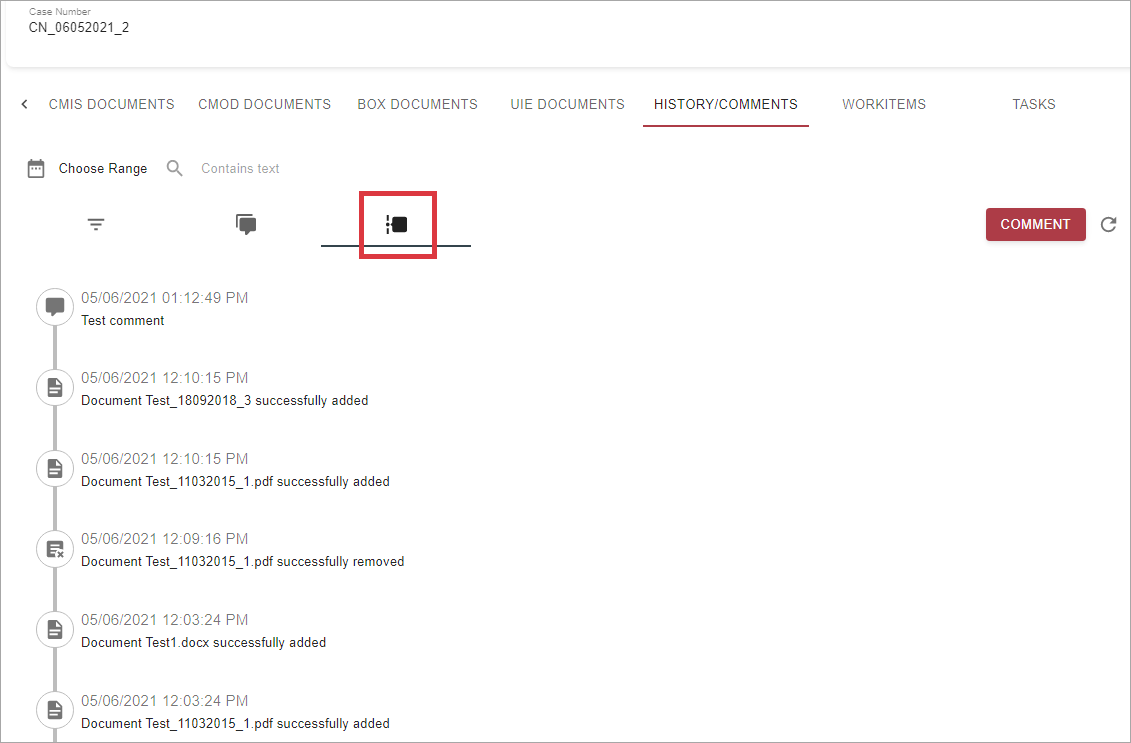 Case Number
CN_06052021_2
CMIS DOCUMENTS CMOD DOCUMENTS BOX DOCUMENTS UIE DOCUMENTS HISTORY/COMMENTS WORKITEMS TASKS
Choose Range Contains text
COMMENT
05/06/2021 01:12:49 PM
Test comment
05/06/2021 12:10:15 PM
Document Test_18092018_3 successfully added
05/06/2021 12:10:15 PM
Document Test_11032015_1.pdf successfully added
05/06/2021 12:09:16 PM
Document Test_11032015_1.pdf successfully removed
05/06/2021 12:03:24 PM
Document Test1.docx successfully added
05/06/2021 12:03:24 PM
Document Test_11032015_1.pdf successfully added